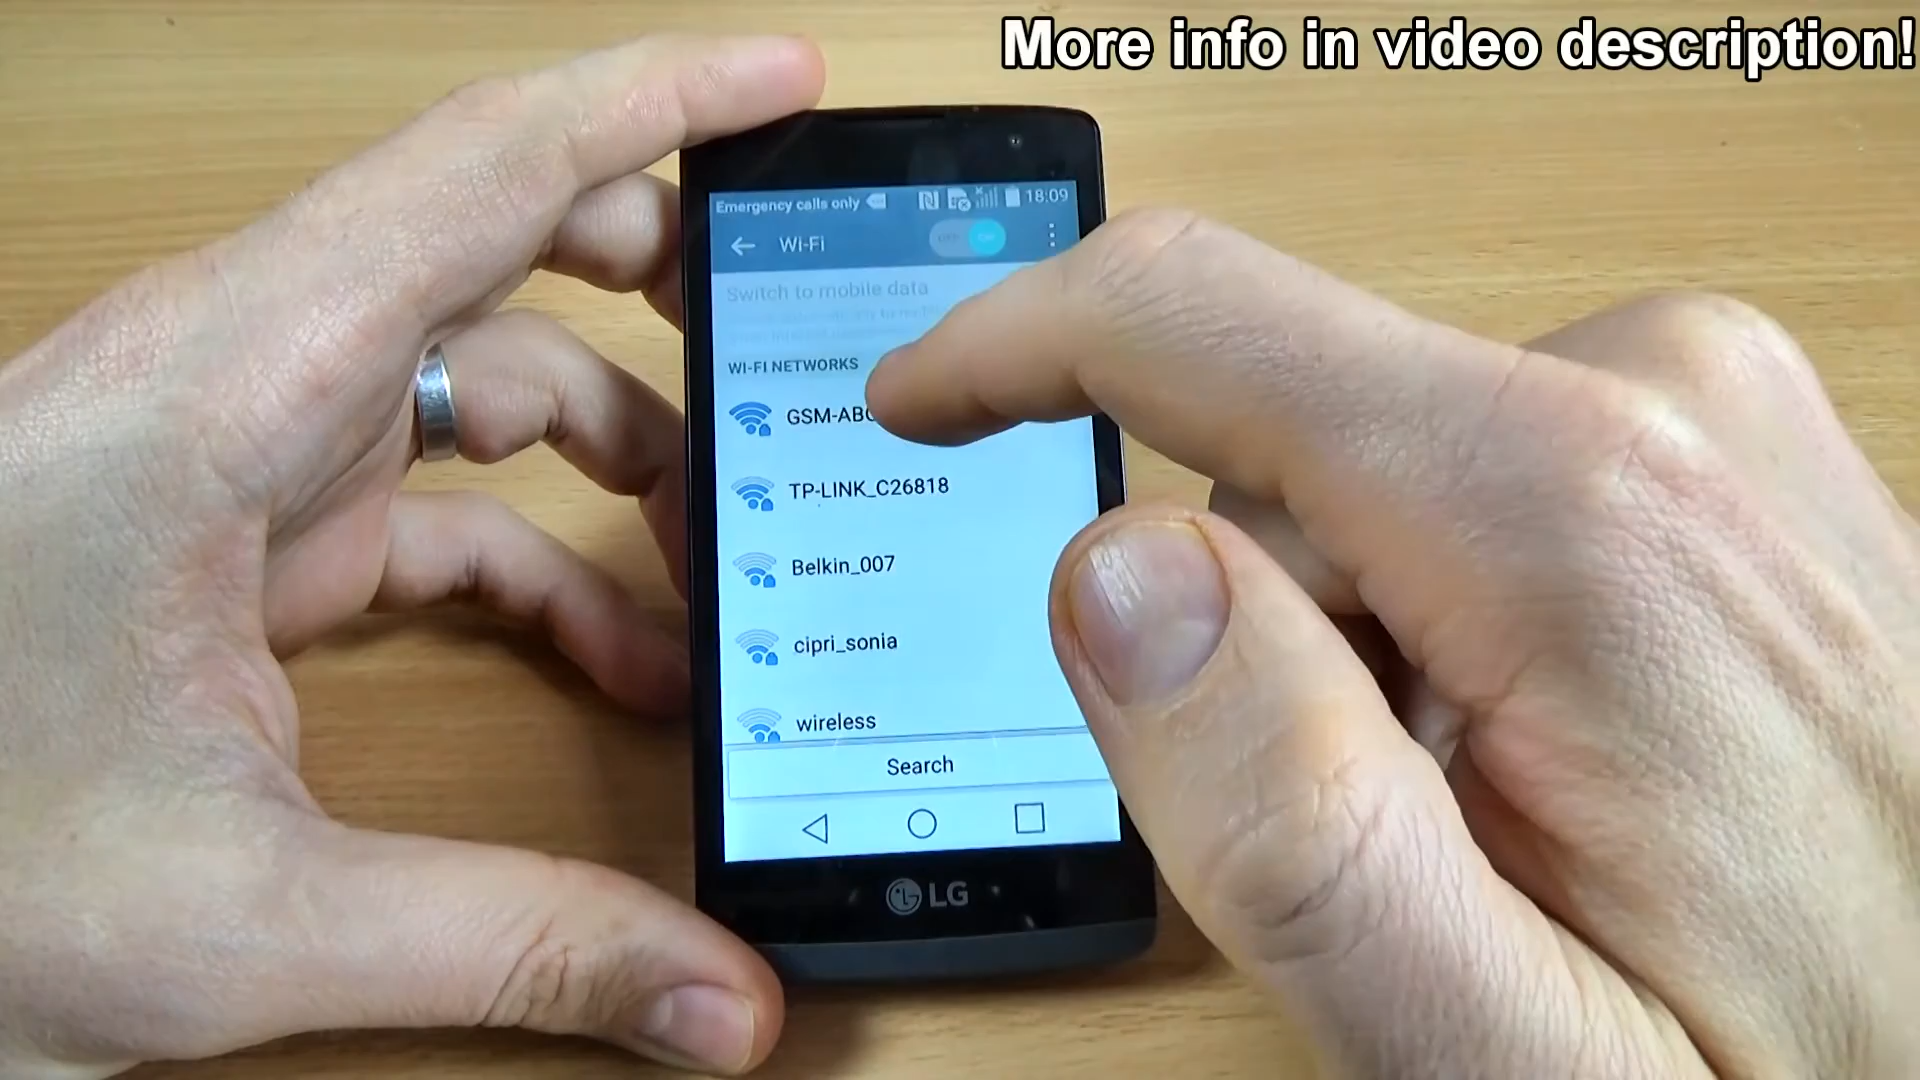 More info in video description!
Emergency calls only 18:09
Wi-Fi
Switch to mobile data
WI-FI NETWORKS
GSM-ABC
TP-LINK_C26818
Belkin_007
cipri_sonia
wireless
Search
LG